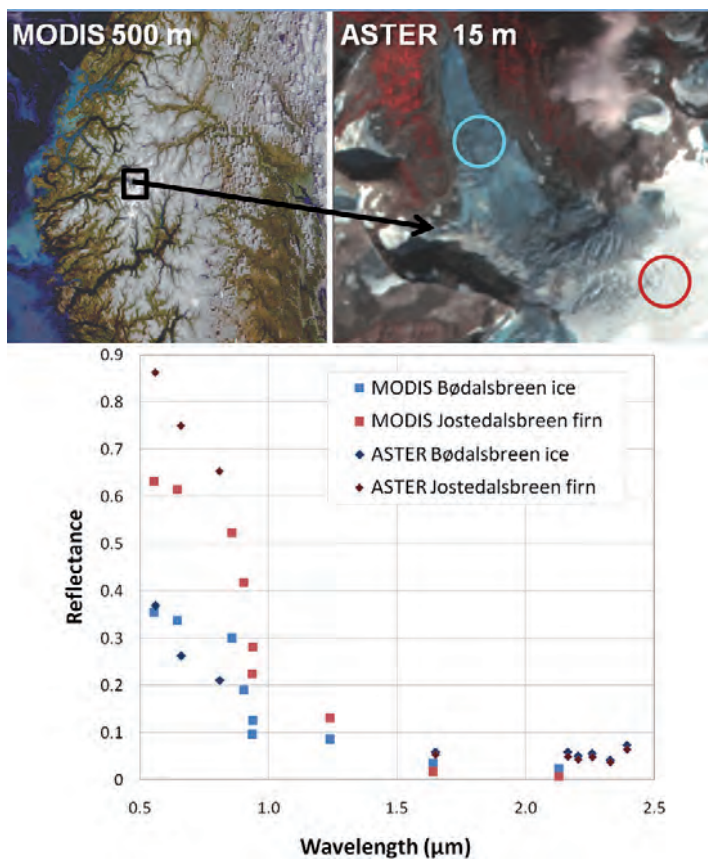 MODIS 500 m
ASTER 15 m
0.9
0.8
0.7
0.6
0.5
0.4
0.3
0.2
0.1
0
Reflectance
MODIS Bødalsbreen ice
MODIS Jostedalsbreen firn
ASTER Bødalsbreen ice
ASTER Jostedalsbreen firn
0.5 1.0 1.5 2.0 2.5
Wavelength (µm)